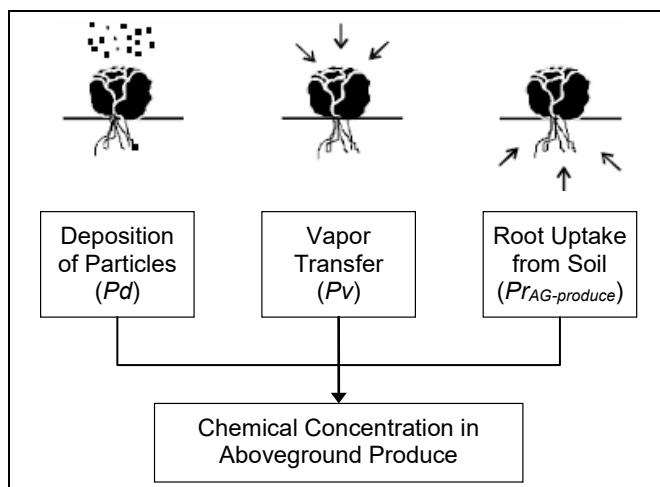 Deposition
of Particles
(Pd)
Vapor
Transfer
(Pv)
Root Uptake
from Soil
(PrAG-produce)
Chemical Concentration in
Aboveground Produce